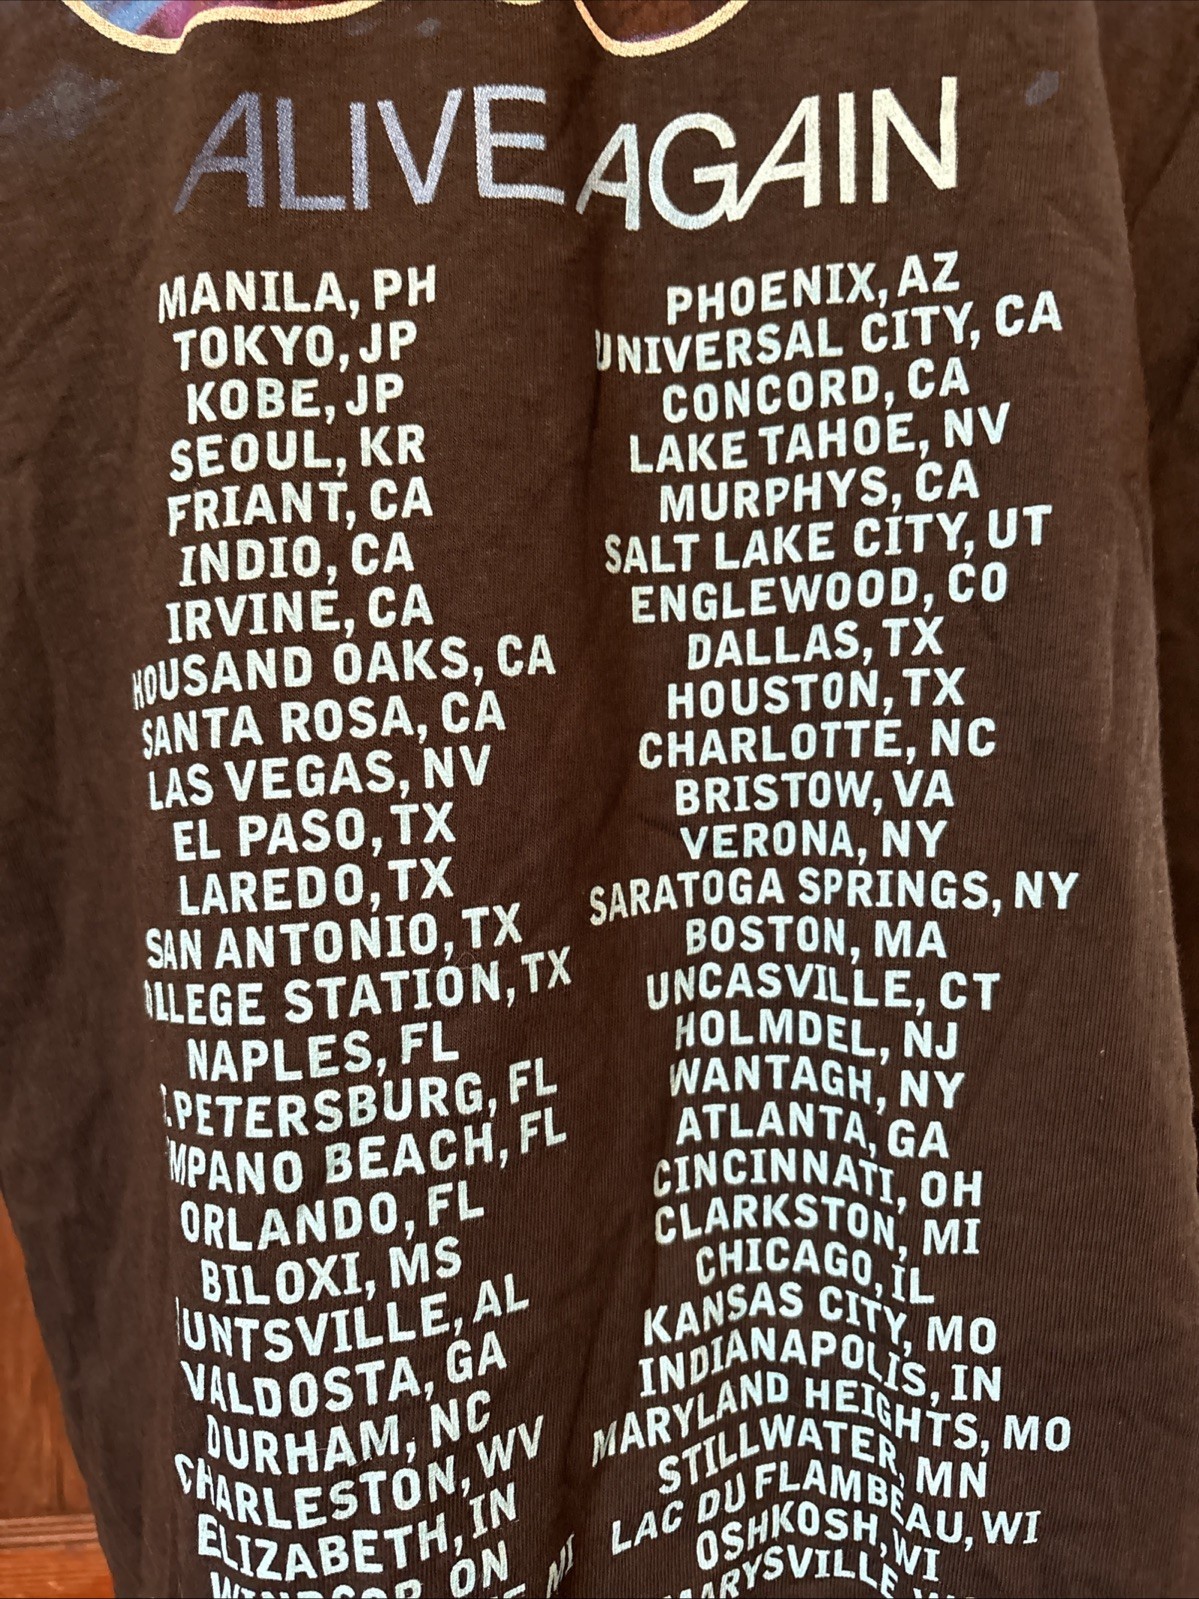 ALIVE AGAIN
MANILA, PH
TOKYO, JP
KOBE, JP
SEOUL, KR
FRIANT, CA
INDIO, CA
IRVINE, CA
HOUSAND OAKS, CA
SANTA ROSA, CA
LAS VEGAS, NV
EL PASO, TX
LAREDO, TX
SAN ANTONIO, TX
OLLEGE STATION, TX
NAPLES, FL
T. PETERSBURG, FL
MPANO BEACH, FL
ORLANDO, FL
BILOXI, MS
UNTSVILLE, AL
VALDOSTA, GA
DURHAM, NC
CHARLESTON, WV
ELIZABETH, IN
WINDSOR, ON
MI
PHOENIX, AZ
UNIVERSAL CITY, CA
CONCORD, CA
LAKE TAHOE, NV
MURPHYS, CA
SALT LAKE CITY, UT
ENGLEWOOD, CO
DALLAS, TX
HOUSTON, TX
CHARLOTTE, NC
BRISTOW, VA
VERONA, NY
SARATOGA SPRINGS, NY
BOSTON, MA
UNCASVILLE, CT
HOLMDEL, NJ
WANTAGH, NY
ATLANTA, GA
CINCINNATI, OH
CLARKSTON, MI
CHICAGO, IL
KANSAS CITY, MO
INDIANAPOLIS, IN
MARYLAND HEIGHTS, MO
STILLWATER, MN
LAC DU FLAMBEAU, WI
OSHKOSH, WI
MARYSVILLE,